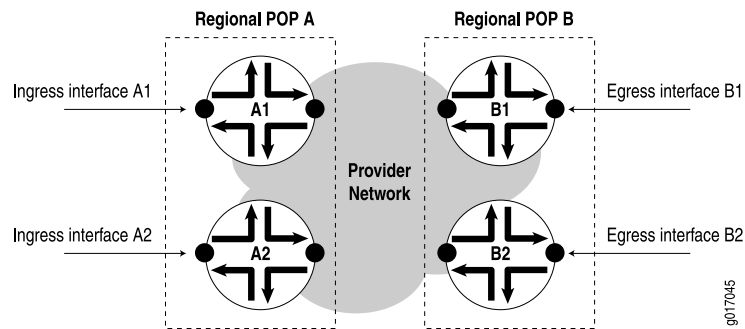 Regional POP A
Regional POP B
Ingress interface A1
A1
B1
Egress interface B1
Provider
Network
Ingress interface A2
A2
B2
Egress interface B2
g017045